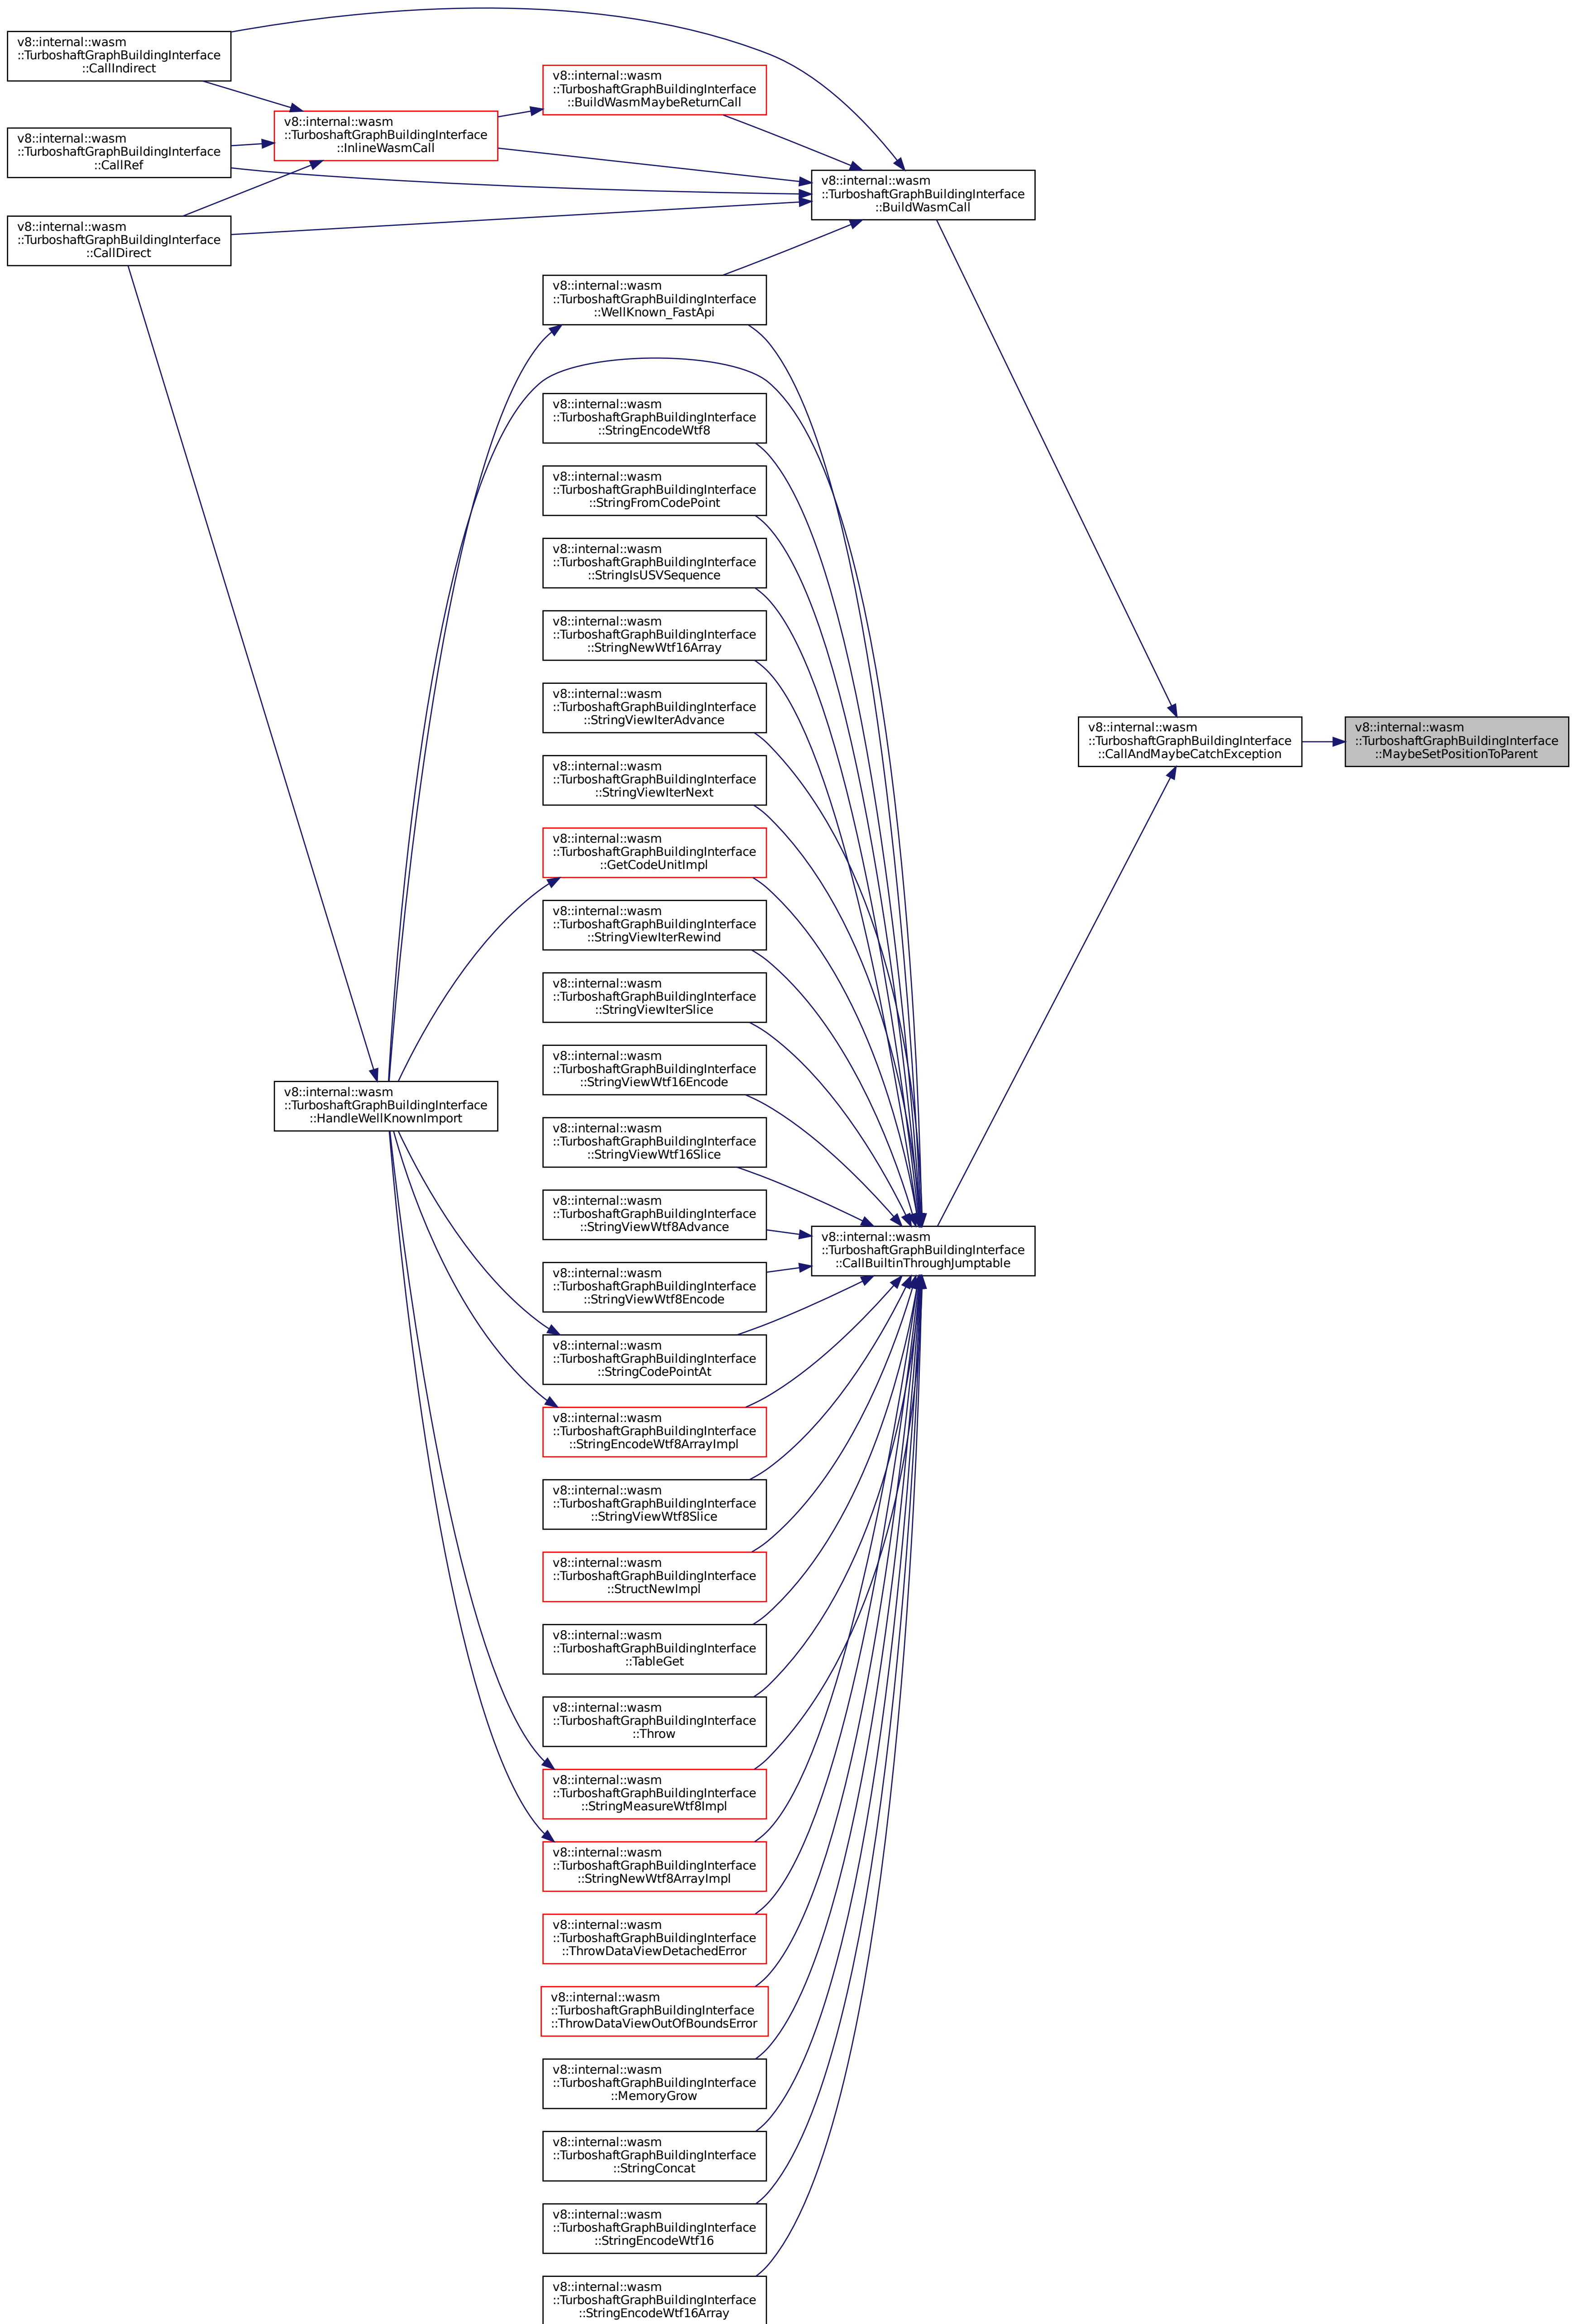 v8::internal::wasm
::TurboshaftGraphBuildingInterface
::CallIndirect
v8::internal::wasm
::TurboshaftGraphBuildingInterface
::CallRef
v8::internal::wasm
::TurboshaftGraphBuildingInterface
::CallDirect
v8::internal::wasm
::TurboshaftGraphBuildingInterface
::InlineWasmCall
v8::internal::wasm
::TurboshaftGraphBuildingInterface
::HandleWellKnownImport
v8::internal::wasm
::TurboshaftGraphBuildingInterface
::BuildWasmMaybeReturnCall
v8::internal::wasm
::TurboshaftGraphBuildingInterface
::WellKnown_FastApi
v8::internal::wasm
::TurboshaftGraphBuildingInterface
::StringEncodeWtf8
v8::internal::wasm
::TurboshaftGraphBuildingInterface
::StringFromCodePoint
v8::internal::wasm
::TurboshaftGraphBuildingInterface
::StringIsUSVSequence
v8::internal::wasm
::TurboshaftGraphBuildingInterface
::StringNewWtf16Array
v8::internal::wasm
::TurboshaftGraphBuildingInterface
::StringViewIterAdvance
v8::internal::wasm
::TurboshaftGraphBuildingInterface
::StringViewIterNext
v8::internal::wasm
::TurboshaftGraphBuildingInterface
::GetCodeUnitImpl
v8::internal::wasm
::TurboshaftGraphBuildingInterface
::StringViewIterRewind
v8::internal::wasm
::TurboshaftGraphBuildingInterface
::StringViewIterSlice
v8::internal::wasm
::TurboshaftGraphBuildingInterface
::StringViewWtf16Encode
v8::internal::wasm
::TurboshaftGraphBuildingInterface
::StringViewWtf16Slice
v8::internal::wasm
::TurboshaftGraphBuildingInterface
::StringViewWtf8Advance
v8::internal::wasm
::TurboshaftGraphBuildingInterface
::StringViewWtf8Encode
v8::internal::wasm
::TurboshaftGraphBuildingInterface
::StringCodePointAt
v8::internal::wasm
::TurboshaftGraphBuildingInterface
::StringEncodeWtf8ArrayImpl
v8::internal::wasm
::TurboshaftGraphBuildingInterface
::StringViewWtf8Slice
v8::internal::wasm
::TurboshaftGraphBuildingInterface
::StructNewImpl
v8::internal::wasm
::TurboshaftGraphBuildingInterface
::TableGet
v8::internal::wasm
::TurboshaftGraphBuildingInterface
::Throw
v8::internal::wasm
::TurboshaftGraphBuildingInterface
::StringMeasureWtf8Impl
v8::internal::wasm
::TurboshaftGraphBuildingInterface
::StringNewWtf8ArrayImpl
v8::internal::wasm
::TurboshaftGraphBuildingInterface
::ThrowDataViewDetachedError
v8::internal::wasm
::TurboshaftGraphBuildingInterface
::ThrowDataViewOutOfBoundsError
v8::internal::wasm
::TurboshaftGraphBuildingInterface
::MemoryGrow
v8::internal::wasm
::TurboshaftGraphBuildingInterface
::StringConcat
v8::internal::wasm
::TurboshaftGraphBuildingInterface
::StringEncodeWtf16
v8::internal::wasm
::TurboshaftGraphBuildingInterface
::StringEncodeWtf16Array
v8::internal::wasm
::TurboshaftGraphBuildingInterface
::BuildWasmCall
v8::internal::wasm
::TurboshaftGraphBuildingInterface
::CallBuiltinThroughJumptable
v8::internal::wasm
::TurboshaftGraphBuildingInterface
::CallAndMaybeCatchException
v8::internal::wasm
::TurboshaftGraphBuildingInterface
::MaybeSetPositionToParent